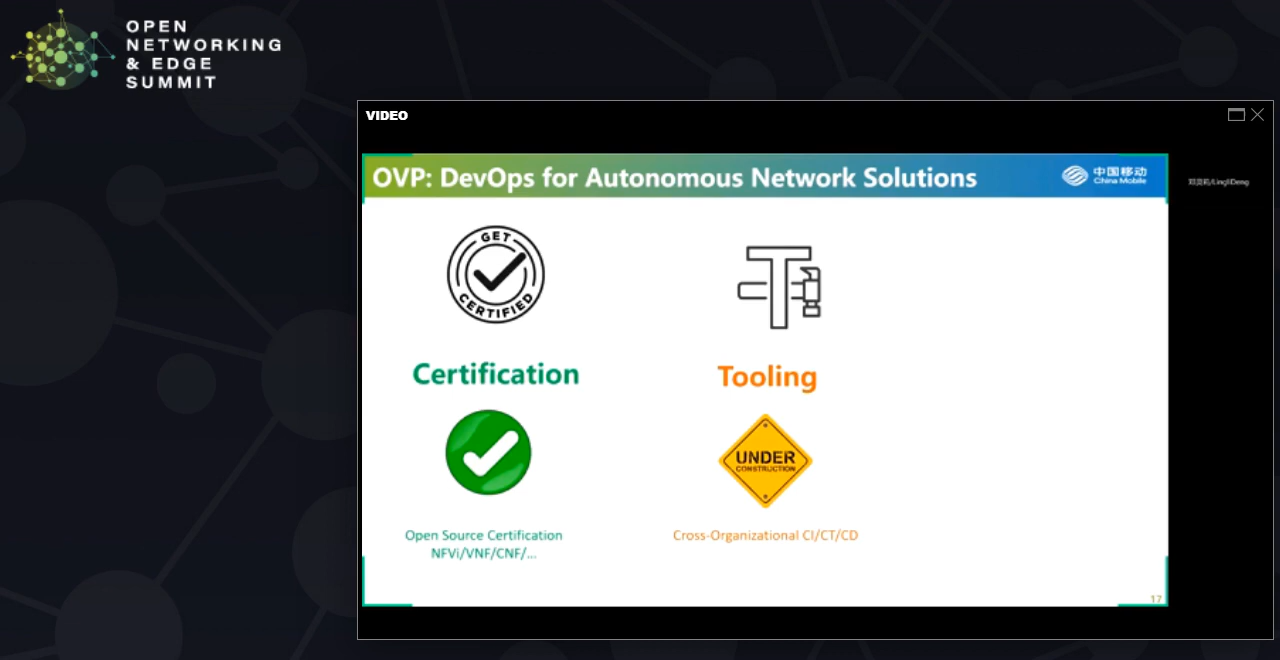 OPEN
NETWORKING
& EDGE
SUMMIT
VIDEO
OVP: DevOps for Autonomous Network Solutions
中国移动
China Mobile
/LingliDeng
GET
CERTIFIED
Certification
Tooling
UNDER
CONSTRUCTION
Open Source Certification
NFVi/VNF/CNF/...
Cross-Organizational CI/CT/CD
17